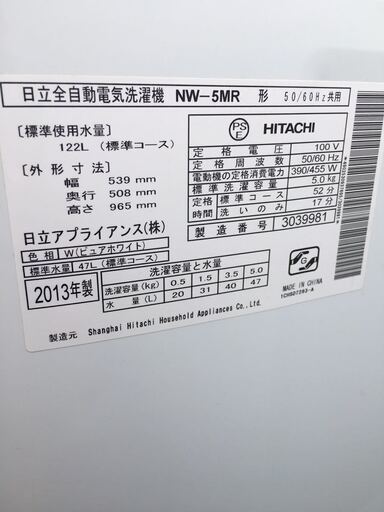 日立全自動電気洗濯機 NW-5MR 形 50/60Hz共用
[標準使用水量]
122L (標準コース)
[外形寸法]
幅 539 mm
奥行 508 mm
高さ 965 mm
日立アプライアンス(株)
色相 W(ピュアホワイト)
標準水量 47L (標準コース)
PS
E
HITACHI
定格電圧 100 V
定格周波数 50/60 Hz
電動機の定格消費電力 390/455 W
標準洗濯容量 5.0 kg
定格時間 標準コース 52分
洗いのみ 17分
製造番号 3039981
2013年製
洗濯容量と水量
洗濯容量(kg) 0.5 1.5 3.5 5.0
水量(L) 20 31 40 47
G
MADE IN CHINA
1CHS07293-A
製造元 Shanghai Hitachi Household Appliances Co., Ltd.